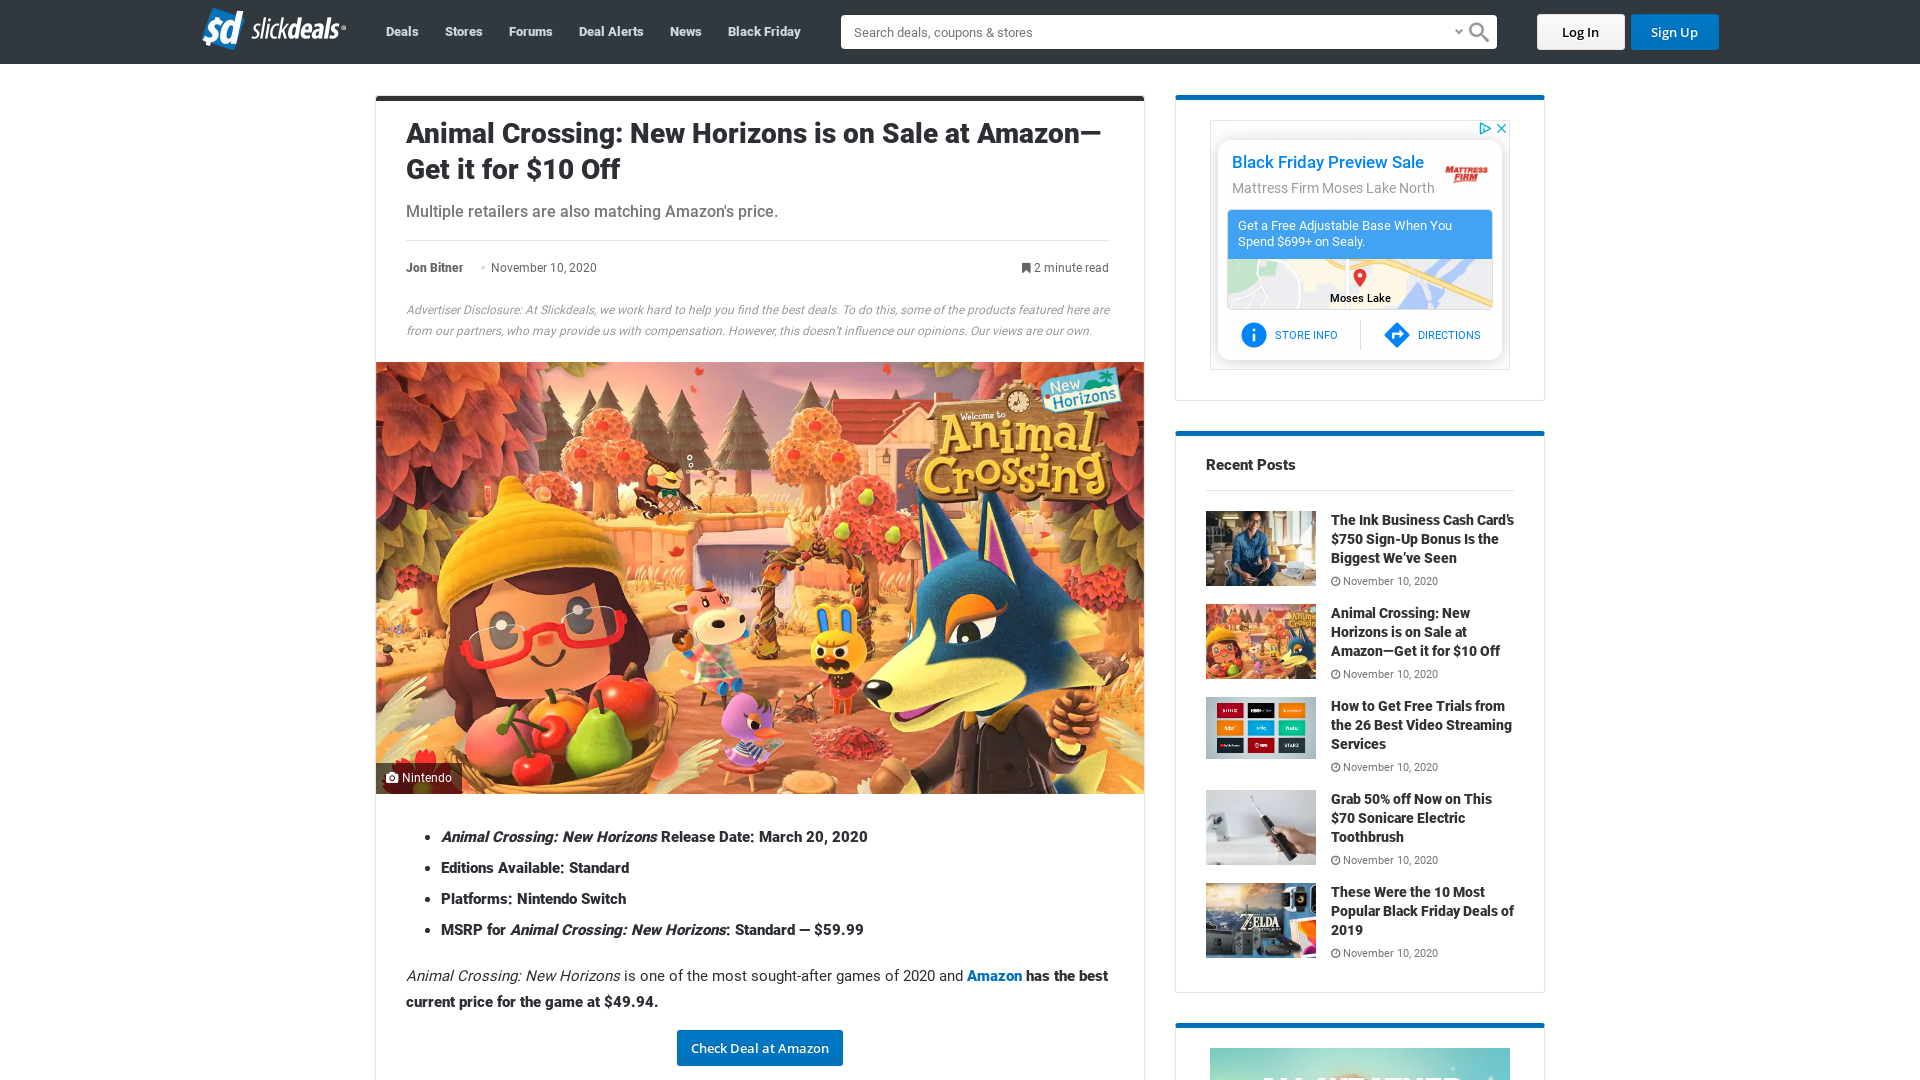 sd slickdeals
Deals
Stores
Forums
Deal Alerts
News
Black Friday
Search deals, coupons & stores
Log In
Sign Up
Animal Crossing: New Horizons is on Sale at Amazon—
Get it for $10 Off
Multiple retailers are also matching Amazon's price.
Jon Bitner
• November 10, 2020
2 minute read
Advertiser Disclosure: At Slickdeals, we work hard to help you find the best deals. To do this, some of the products featured here are
from our partners, who may provide us with compensation. However, this doesn't influence our opinions. Our views are our own.
New
Horizons
Welcome to
Animal
Crossing
Nintendo
• Animal Crossing: New Horizons Release Date: March 20, 2020
• Editions Available: Standard
• Platforms: Nintendo Switch
• MSRP for Animal Crossing: New Horizons: Standard — $59.99
Animal Crossing: New Horizons is one of the most sought-after games of 2020 and Amazon has the best
current price for the game at $49.94.
Check Deal at Amazon
Black Friday Preview Sale
Mattress Firm Moses Lake North
MATTRESS
FIRM
Get a Free Adjustable Base When You
Spend $699+ on Sealy.
Moses Lake
STORE INFO
DIRECTIONS
Recent Posts
The Ink Business Cash Card's
$750 Sign-Up Bonus Is the
Biggest We've Seen
November 10, 2020
Animal Crossing: New
Horizons is on Sale at
Amazon—Get it for $10 Off
November 10, 2020
How to Get Free Trials from
the 26 Best Video Streaming
Services
November 10, 2020
hulu
STARZ
Grab 50% off Now on This
$70 Sonicare Electric
Toothbrush
November 10, 2020
ZELDA
These Were the 10 Most
Popular Black Friday Deals of
2019
November 10, 2020